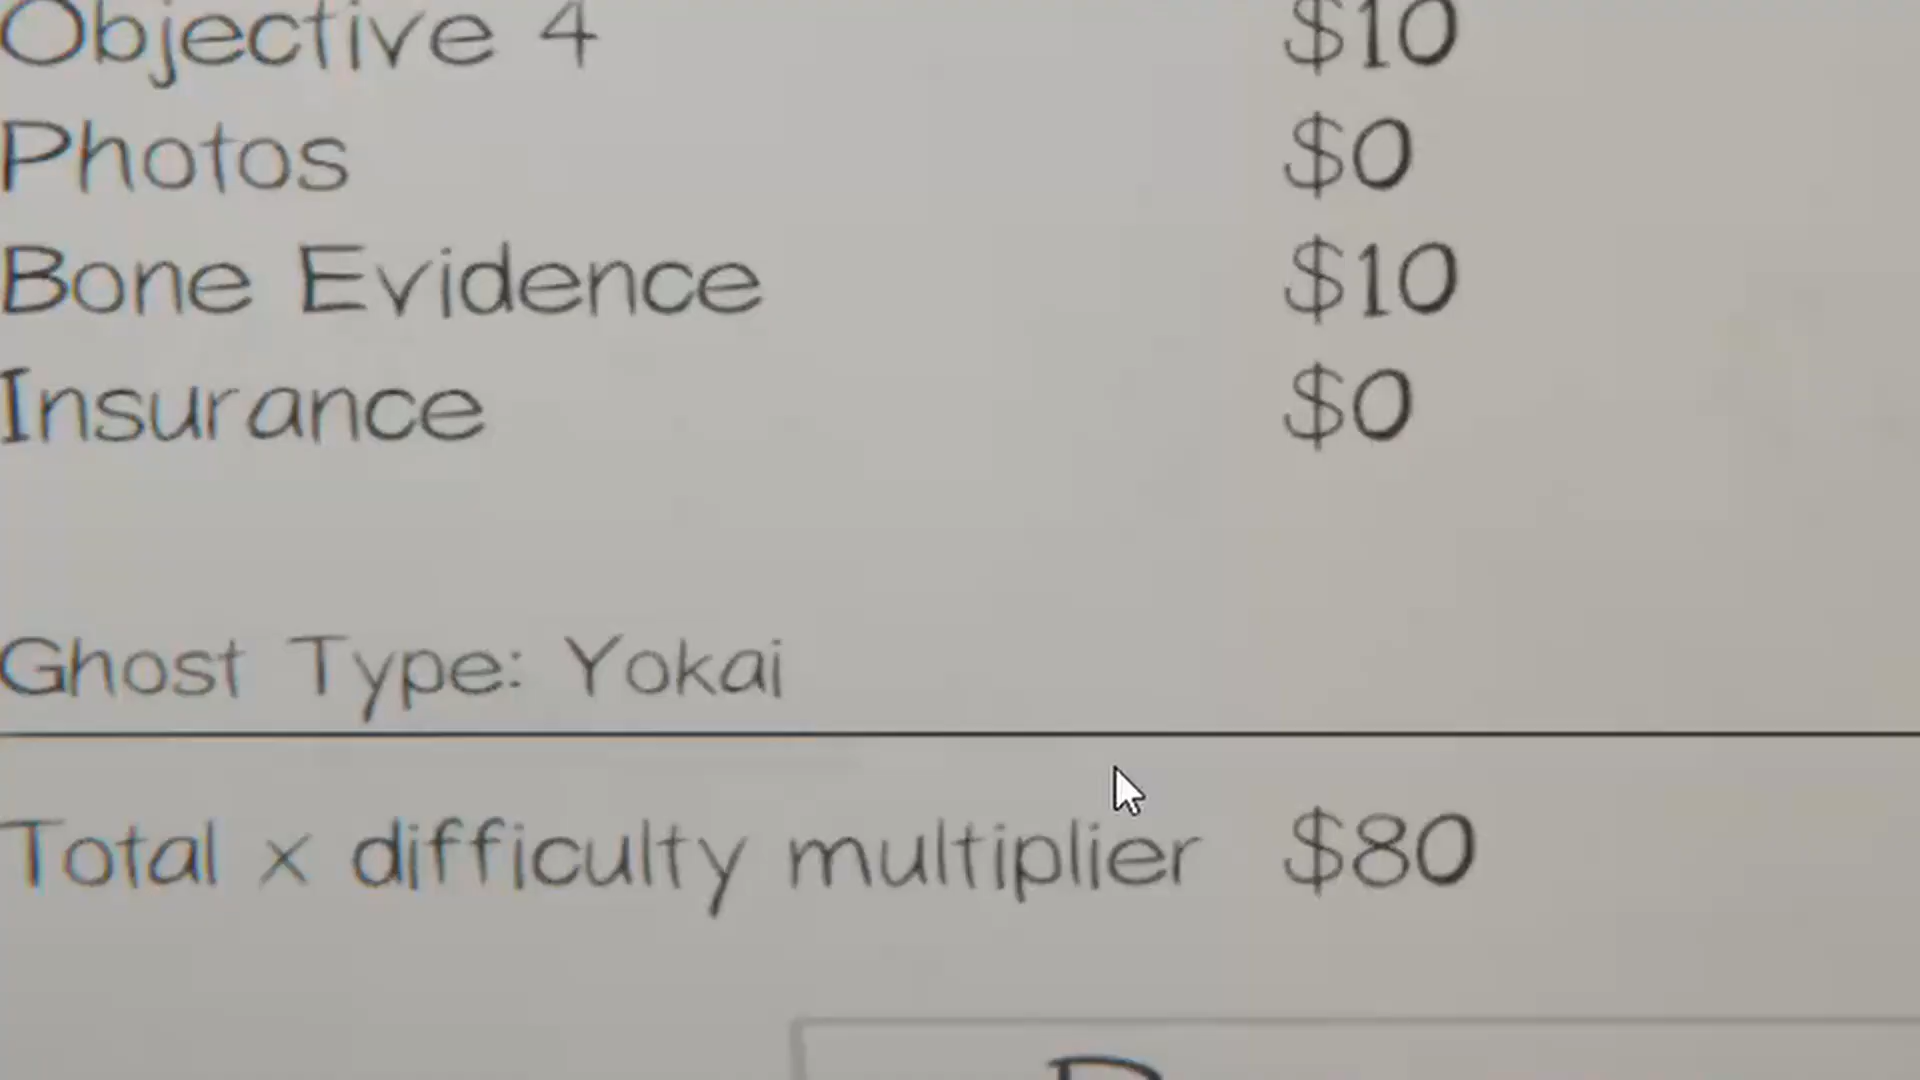 Objective 4 $10
Photos $0
Bone Evidence $10
Insurance $0
Ghost Type: Yokai
Total x difficulty multiplier $80